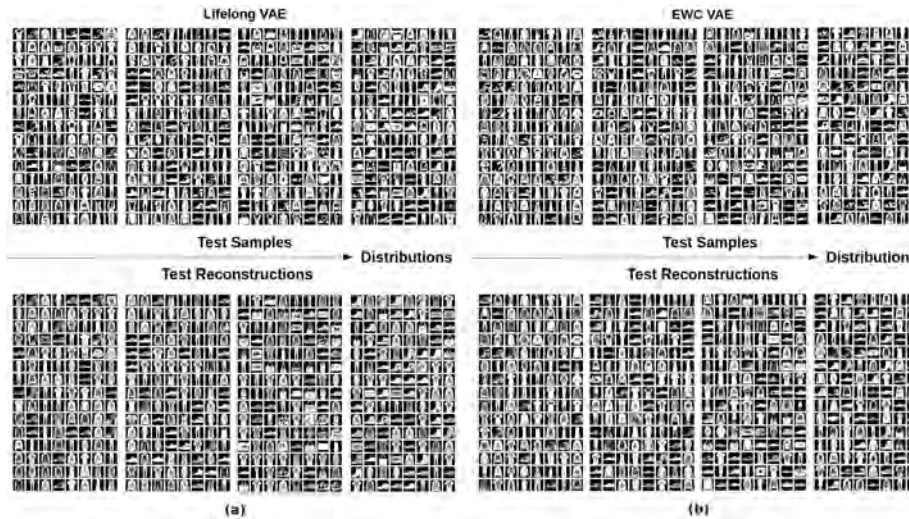 Lifelong VAE
EWC VAE
Test Samples
Distributions
Test Reconstructions
Test Samples
Distribution
Test Reconstructions
(a)
(b)